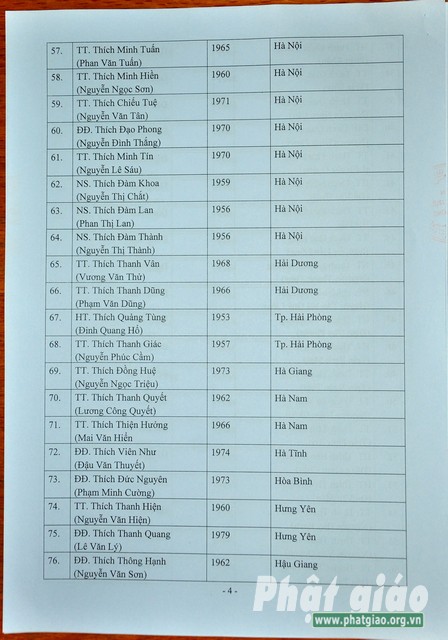 57. TT. Thích Minh Tuấn 1965 Hà Nội
(Phan Văn Tuấn)
58. TT. Thích Minh Hiền 1960 Hà Nội
(Nguyễn Ngọc Sơn)
59. TT. Thích Chiếu Tuệ 1971 Hà Nội
(Nguyễn Văn Tân)
60. ĐĐ. Thích Đạo Phong 1970 Hà Nội
(Nguyễn Đình Thắng)
61. TT. Thích Minh Tín 1970 Hà Nội
(Nguyễn Lê Sáu)
62. NS. Thích Đàm Khoa 1959 Hà Nội
(Nguyễn Thị Chắt)
63. NS. Thích Đàm Lan 1956 Hà Nội
(Phan Thị Lan)
64. NS. Thích Đàm Thành 1956 Hà Nội
(Nguyễn Thị Thành)
65. TT. Thích Thanh Vân 1968 Hải Dương
(Vương Văn Thử)
66. TT. Thích Thanh Dũng 1966 Hải Dương
(Phạm Văn Dũng)
67. HT. Thích Quảng Tùng 1953 Tp. Hải Phòng
(Đinh Quang Hổ)
68. TT. Thích Thanh Giác 1957 Tp. Hải Phòng
(Nguyễn Phúc Cầm)
69. TT. Thích Đồng Huệ 1973 Hà Giang
(Nguyễn Ngọc Triệu)
70. TT. Thích Thanh Quyết 1962 Hà Nam
(Lương Công Quyết)
71. TT. Thích Thiện Hướng 1966 Hà Nam
(Mai Văn Hiến
72. ĐĐ. Thích Viên Như 1974 Hà Tĩnh
(Đậu Văn Thuyết)
73. ĐĐ. Thích Đức Nguyên 1973 Hòa Bình
(Phạm Minh Cường)
74. TT. Thích Thanh Hiện 1960 Hưng Yên
(Nguyễn Văn Hiện)
75. ĐĐ. Thích Thanh Quang 1979 Hưng Yên
(Lê Văn Lý)
76. ĐĐ. Thích Thông Hạnh 1962 Hậu Giang
(Nguyễn Văn Sơn)
- 4 -
Phật giáo
www.phatgiao.org.vn